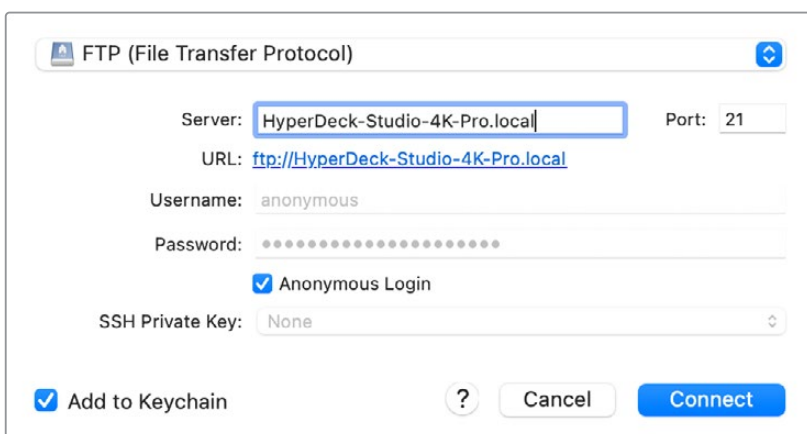 FTP (File Transfer Protocol)
Server: HyperDeck-Studio-4K-Pro.local Port: 21
URL: ftp://HyperDeck-Studio-4K-Pro.local
Username: anonymous
Password: ●●●●●●●●●●●●●●●●●●●●●
Anonymous Login
SSH Private Key: None
Add to Keychain ? Cancel Connect